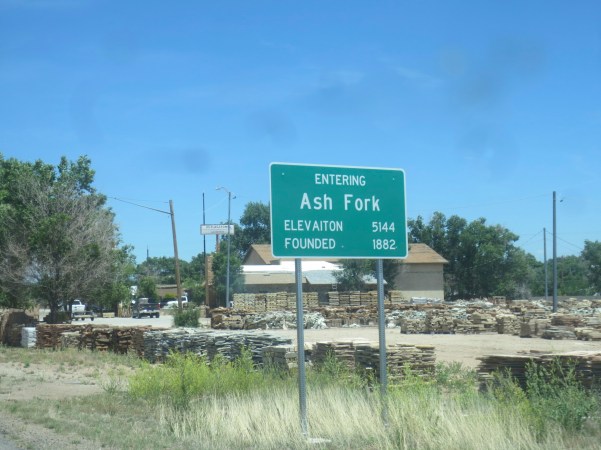 ENTERING
Ash Fork
ELEVAITON 5144
FOUNDED 1882